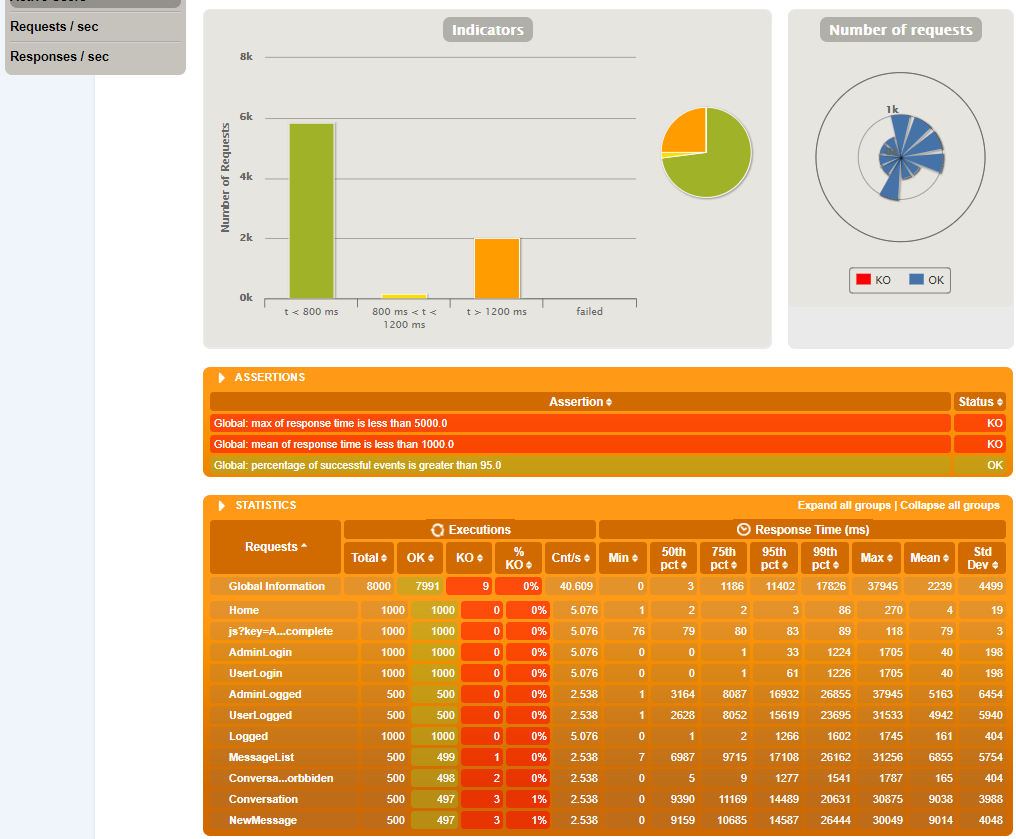 Requests / sec
Responses / sec
Indicators
8k
6k
4k
2k
0k
Number of Requests
t < 800 ms
800 ms < t < 1200 ms
t > 1200 ms
failed
Number of requests
1k
KO OK
ASSERTIONS
Assertion Status
Global: max of response time is less than 5000.0 KO
Global: mean of response time is less than 1000.0 KO
Global: percentage of successful events is greater than 95.0 OK
STATISTICS Expand all groups | Collapse all groups
Requests Executions Response Time (ms)
Total OK KO % KO Cnt/s Min 50th pct 75th pct 95th pct 99th pct Max Mean Std Dev
Global Information 8000 7991 9 0% 40.609 0 3 1186 11402 17826 37945 2239 4499
Home 1000 1000 0 0% 5.076 1 2 2 3 86 270 4 19
js?key=A...complete 1000 1000 0 0% 5.076 76 79 80 83 89 118 79 3
AdminLogin 1000 1000 0 0% 5.076 0 0 1 33 1224 1705 40 198
UserLogin 1000 1000 0 0% 5.076 0 0 1 61 1226 1705 40 198
AdminLogged 500 500 0 0% 2.538 1 3164 8087 16932 26855 37945 5163 6454
UserLogged 500 500 0 0% 2.538 1 2628 8052 15619 23695 31533 4942 5940
Logged 1000 1000 0 0% 5.076 0 1 2 1266 1602 1745 161 404
MessageList 500 499 1 0% 2.538 7 6987 9715 17108 26162 31256 6855 5754
Conversa...orbbiden 500 498 2 0% 2.538 0 5 9 1277 1541 1787 165 404
Conversation 500 497 3 1% 2.538 0 9390 11169 14489 20631 30875 9038 3988
NewMessage 500 497 3 1% 2.538 0 9159 10685 14587 26444 30049 9014 4048